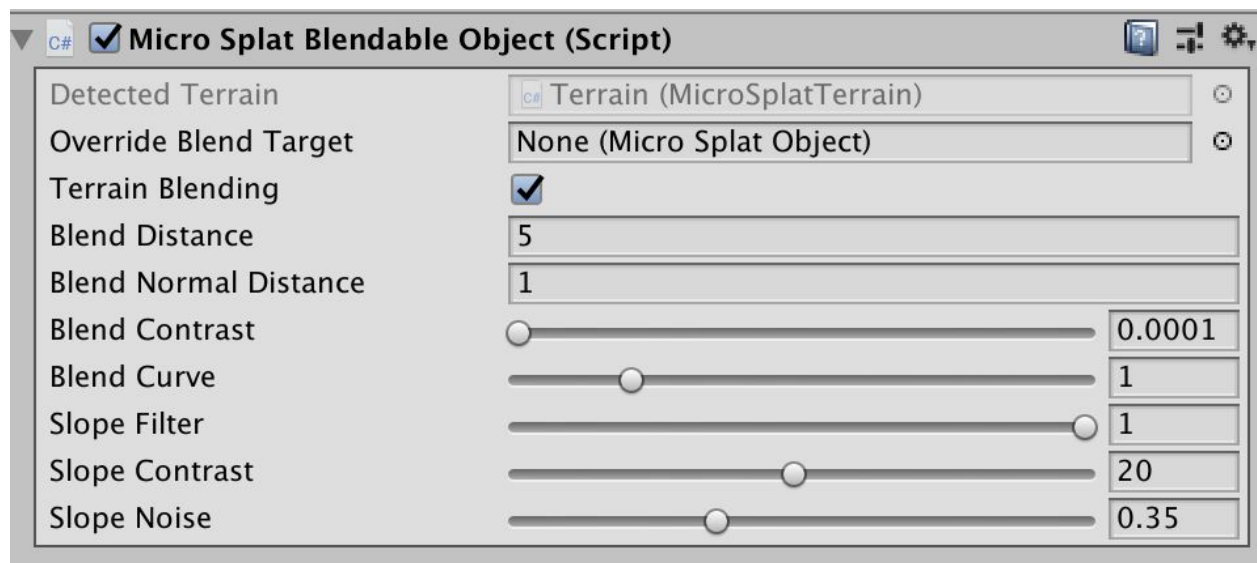 C# Micro Splat Blendable Object (Script) ?
Detected Terrain C# Terrain (MicroSplatTerrain)
Override Blend Target None (Micro Splat Object)
Terrain Blending
Blend Distance 5
Blend Normal Distance 1
Blend Contrast 0.0001
Blend Curve 1
Slope Filter 1
Slope Contrast 20
Slope Noise 0.35